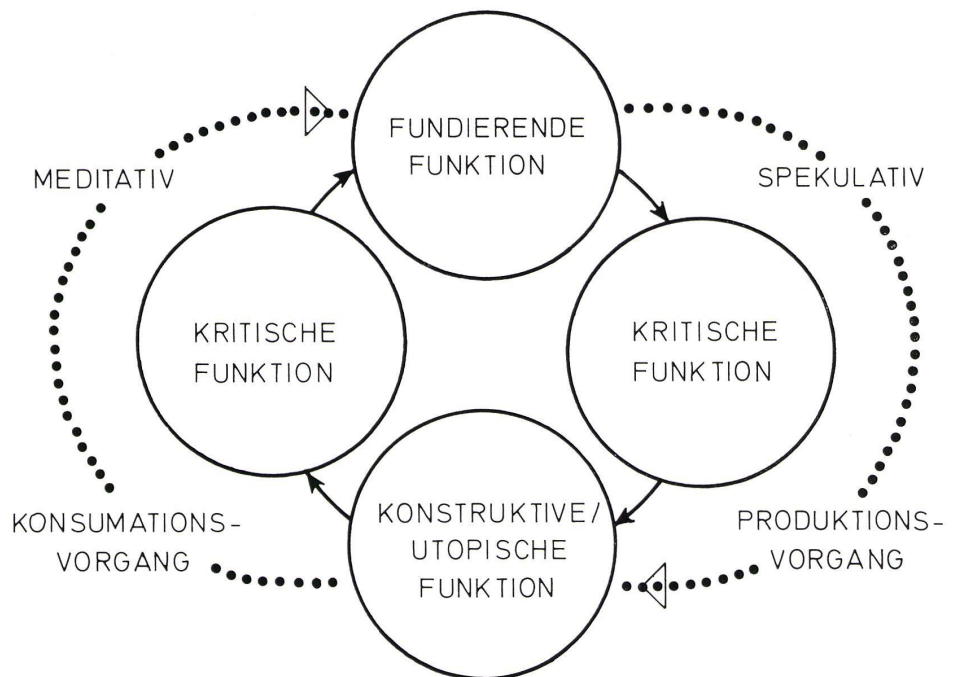 FUNDIERENDE
FUNKTION
MEDITATIV
SPEKULATIV
KRITISCHE
FUNKTION
KRITISCHE
FUNKTION
KONSUMATIONS-
VORGANG
KONSTRUKTIVE/
UTOPISCHE
FUNKTION
PRODUKTIONS-
VORGANG